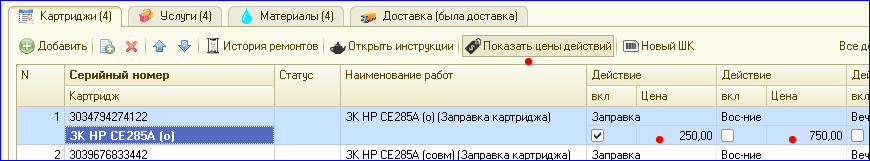 Картриджи (4) Услуги (4) Материалы (4) Доставка (была доставка)
Добавить История ремонтов Открыть инструкции Показать цены действий Новый ШК Все до
N Серийный номер Статус Наименование работ Действие Действие Дей
Картридж вкл Цена вкл Цена вкл
1 3034794274122 ЗК HP CE285A (о) (Заправка картриджа) Заправка Вос-ние Веч
ЗК HP CE285A (о) 250,00 750,00
2 3039676833442 ЗК HP CE285A (совм) (Заправка картриджа) Заправка Вос-ние Веч